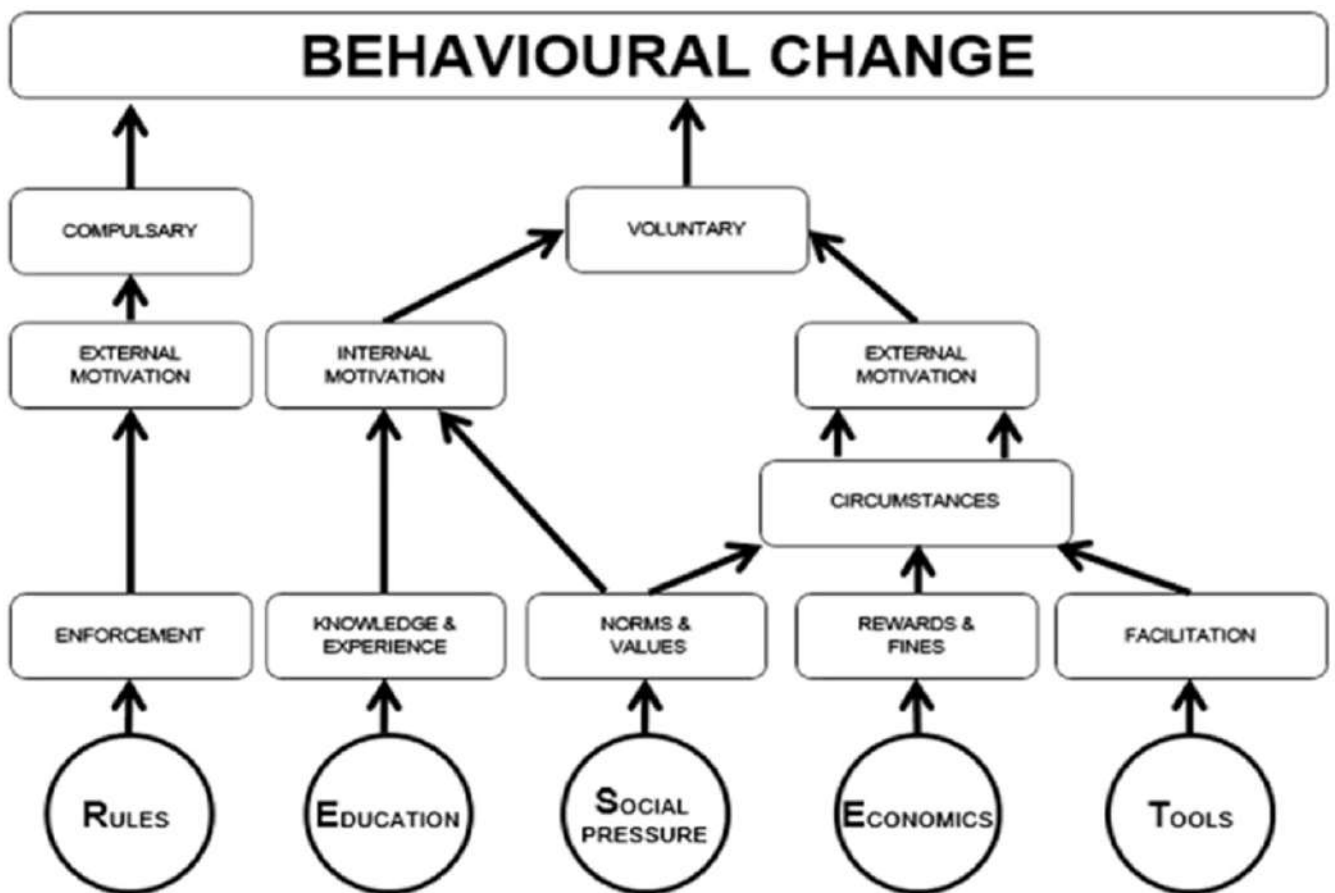 BEHAVIOURAL CHANGE
COMPULSARY
VOLUNTARY
EXTERNAL
MOTIVATION
INTERNAL
MOTIVATION
EXTERNAL
MOTIVATION
CIRCUMSTANCES
ENFORCEMENT
KNOWLEDGE &
EXPERIENCE
NORMS &
VALUES
REWARDS &
FINES
FACILITATION
RULES
EDUCATION
SOCIAL
PRESSURE
ECONOMICS
TOOLS